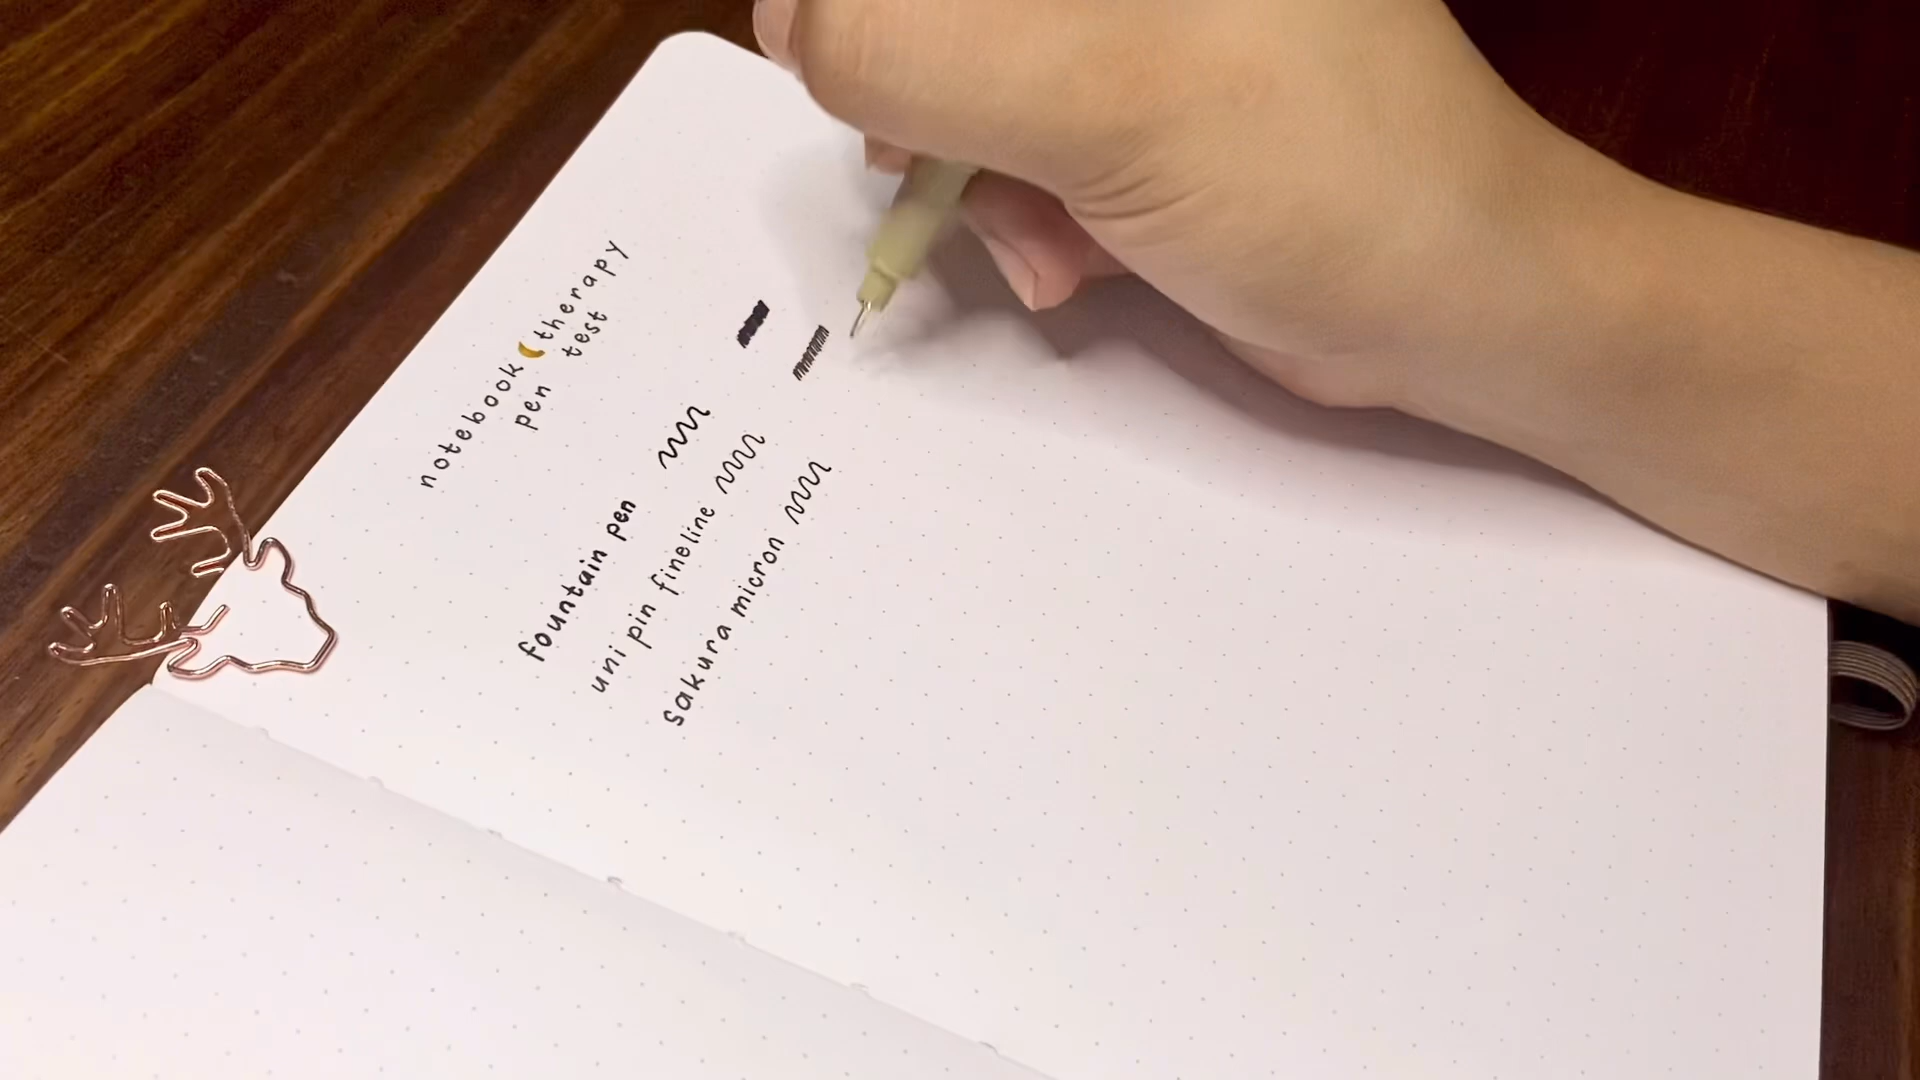 notebook therapy
pen test
fountain pen
uni pin fineline
sakura micron